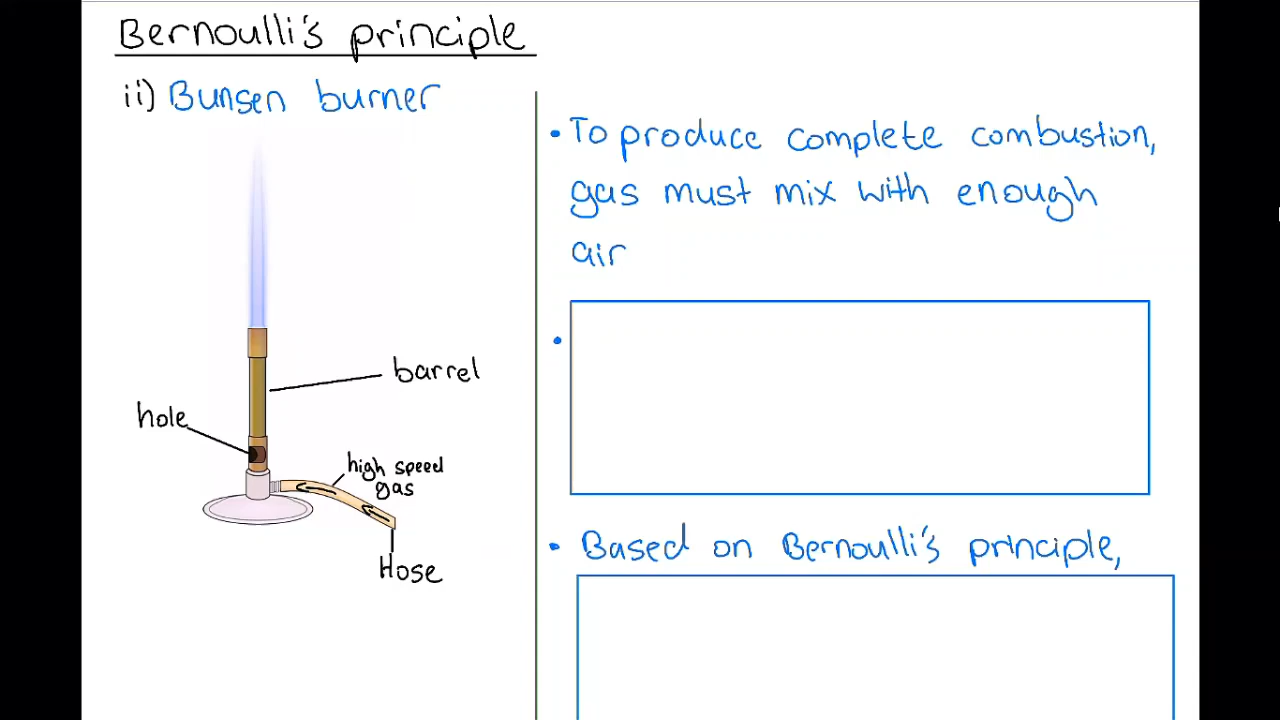 Bernoulli's principle
ii) Bunsen burner
barrel
hole
high speed
gas
Hose
• To produce complete combustion,
gas must mix with enough
air
•
• Based on Bernoulli's principle,